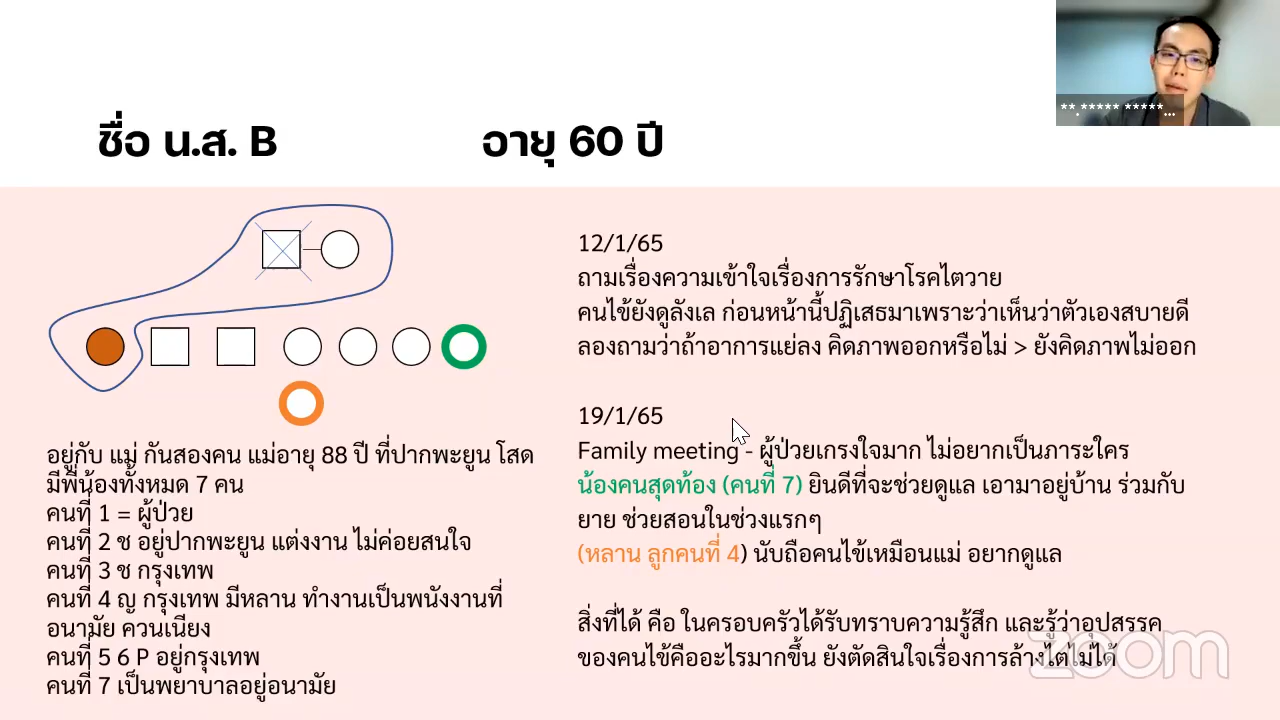 **.***** *****...
ชื่อ น.ส. B อายุ 60 ปี
อยู่กับ แม่ กันสองคน แม่อายุ 88 ปี ที่ปากพะยูน โสด
มีพี่น้องทั้งหมด 7 คน
คนที่ 1 = ผู้ป่วย
คนที่ 2 ช อยู่ปากพะยูน แต่งงาน ไม่ค่อยสนใจ
คนที่ 3 ช กรุงเทพ
คนที่ 4 ญ กรุงเทพ มีหลาน ทำงานเป็นพนังงานที่
อนามัย ควนเนียง
คนที่ 5 6 P อยู่กรุงเทพ
คนที่ 7 เป็นพยาบาลอยู่อนามัย
12/1/65
ถามเรื่องความเข้าใจเรื่องการรักษาโรคไตวาย
คนไข้ยังดูลังเล ก่อนหน้านี้ปฏิเสธมาเพราะว่าเห็นว่าตัวเองสบายดี
ลองถามว่าถ้าอาการแย่ลง คิดภาพออกหรือไม่ > ยังคิดภาพไม่ออก
19/1/65
Family meeting - ผู้ป่วยเกรงใจมาก ไม่อยากเป็นภาระใคร
น้องคนสุดท้อง (คนที่ 7) ยินดีที่จะช่วยดูแล เอามาอยู่บ้าน ร่วมกับ
ยาย ช่วยสอนในช่วงแรกๆ
(หลาน ลูกคนที่ 4) นับถือคนไข้เหมือนแม่ อยากดูแล
สิ่งที่ได้ คือ ในครอบครัวได้รับทราบความรู้สึก และรู้ว่าอุปสรรค
ของคนไข้คืออะไรมากขึ้น ยังตัดสินใจเรื่องการล้างไตไม่ได้
zoom